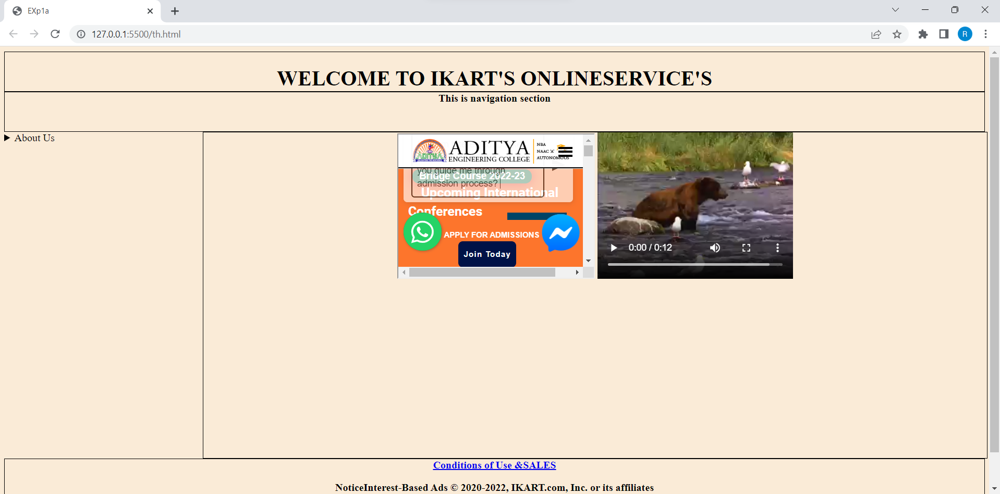 EXp1a
127.0.0.1:5500/th.html
R
WELCOME TO IKART'S ONLINESERVICE'S
This is navigation section
About Us
ADITYA
ENGINEERING COLLEGE
NBA
NAAC 'A'
AUTONOMOUS
ADITYA
you guide me through
Bridge Course 2022-23
admission process?
Upcoming International
Conferences
APPLY FOR ADMISSIONS
Join Today
0:00 / 0:12
Conditions of Use &SALES
NoticeInterest-Based Ads © 2020-2022, IKART.com, Inc. or its affiliates